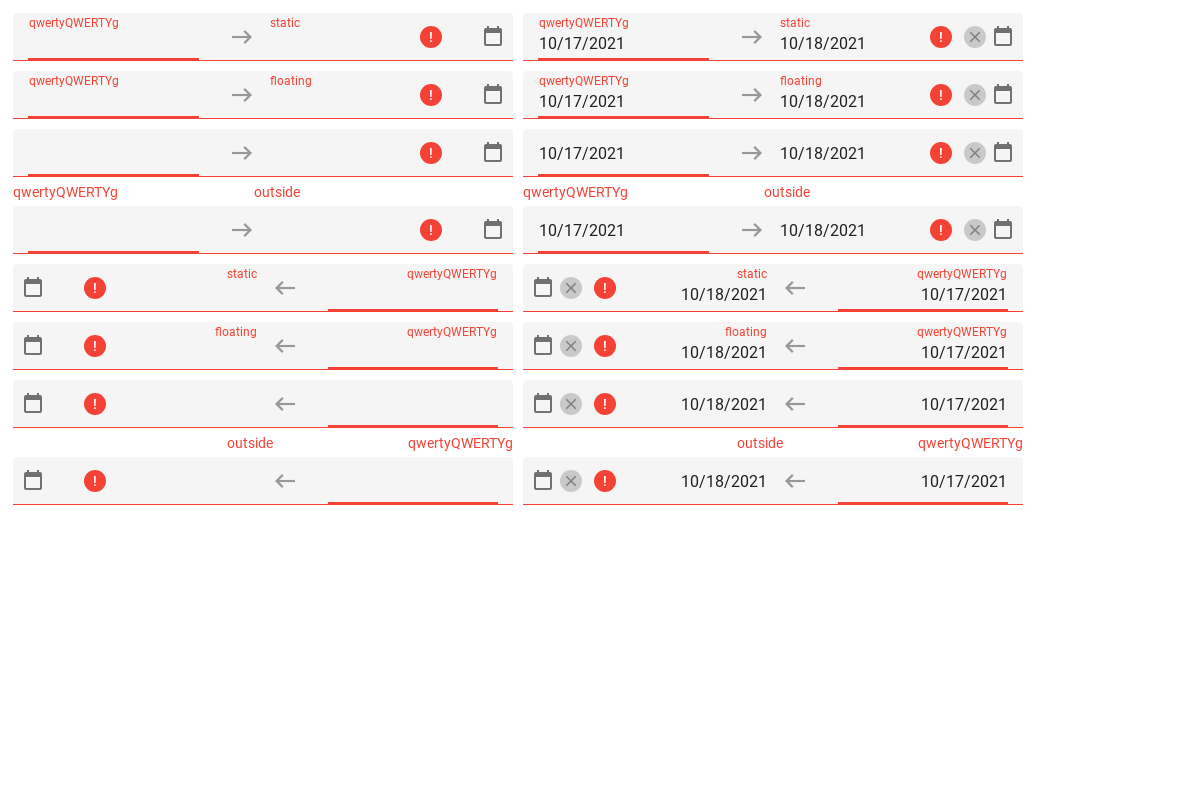 qwertyQWERTYg static qwertyQWERTYg static
10/17/2021 10/18/2021
qwertyQWERTYg floating qwertyQWERTYg floating
10/17/2021 10/18/2021
10/17/2021 10/18/2021
qwertyQWERTYg outside qwertyQWERTYg outside
10/17/2021 10/18/2021
static qwertyQWERTYg static qwertyQWERTYg
10/18/2021 10/17/2021
floating qwertyQWERTYg floating qwertyQWERTYg
10/18/2021 10/17/2021
10/18/2021 10/17/2021
outside qwertyQWERTYg outside qwertyQWERTYg
10/18/2021 10/17/2021